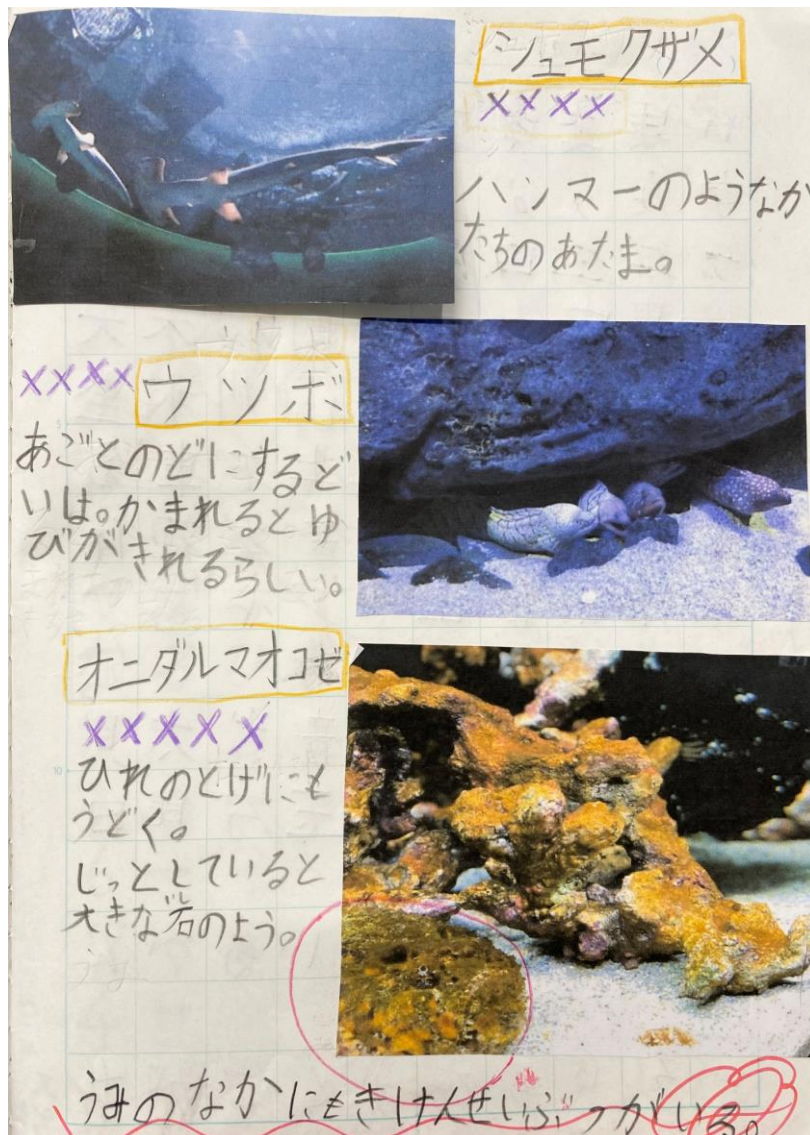 シュモクザメ
××××
ハンマーのようなか
たちのあたま。
××××
ウツボ
あごとのどにするど
いは。かまれるとゆ
びがきれるらしい。
オニダルマオコゼ
×××××
ひれのとげにも
うどく。
じっとしていると
大きな岩のよう。
うみのなかにもきけんせいぶつがいる。